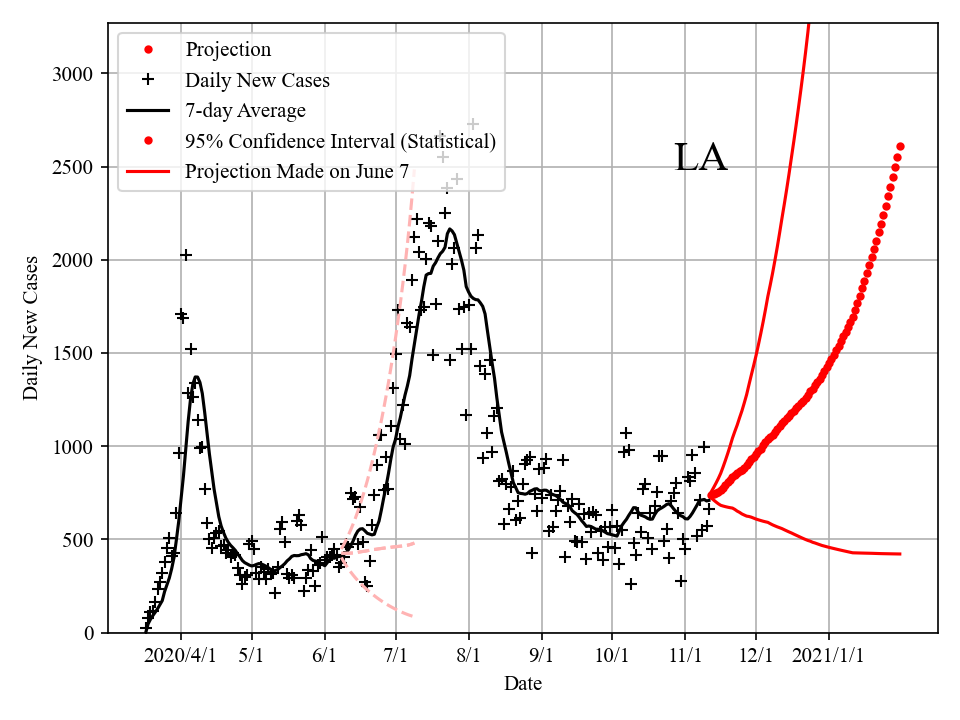 3000
2500
2000
1500
1000
500
0
Daily New Cases
Projection
Daily New Cases
7-day Average
95% Confidence Interval (Statistical)
Projection Made on June 7
LA
2020/4/1 5/1 6/1 7/1 8/1 9/1 10/1 11/1 12/1 2021/1/1
Date